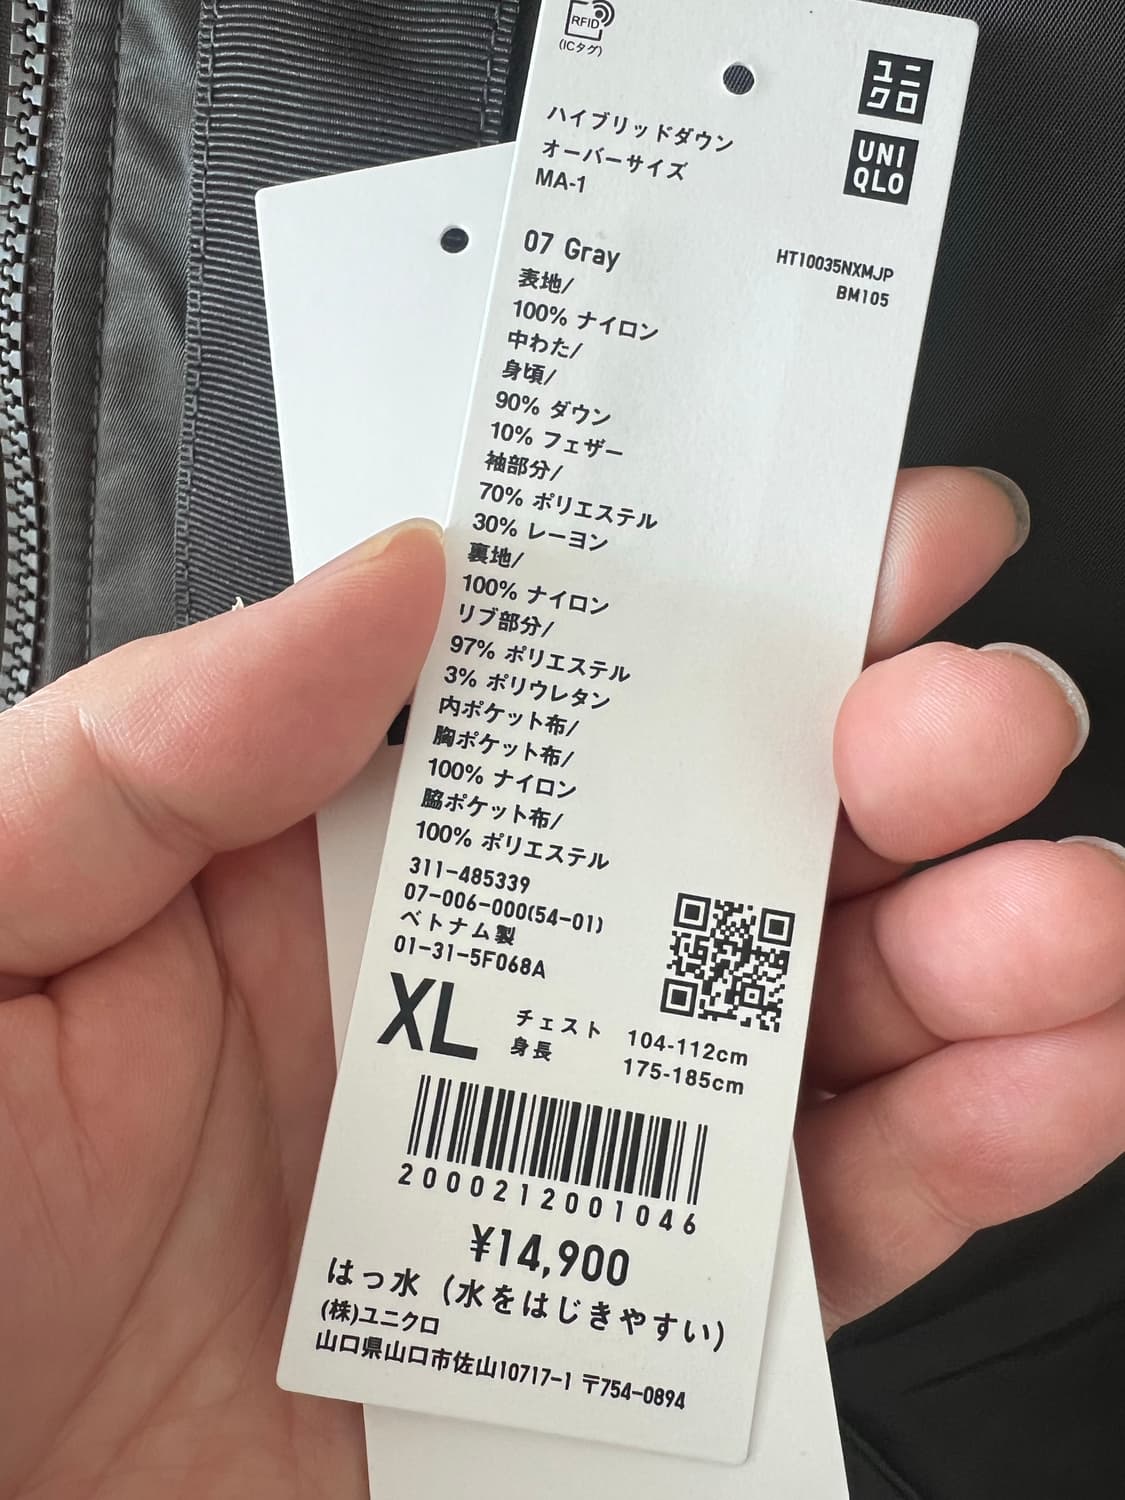 RFID
(ICタグ)
ユニ
クロ
UNI
QLO
ハイブリッドダウン
オーバーサイズ
MA-1
07 Gray
HT10035NXMJP
BM105
表地/
100% ナイロン
中わた/
身頃/
90% ダウン
10% フェザー
袖部分/
70% ポリエステル
30% レーヨン
裏地/
100% ナイロン
リブ部分/
97% ポリエステル
3% ポリウレタン
内ポケット布/
胸ポケット布/
100% ナイロン
脇ポケット布/
100% ポリエステル
311-485339
07-006-000(54-01)
ベトナム製
01-31-5F068A
XL
チェスト 104-112cm
身長 175-185cm
2000212001046
¥14,900
はっ水 (水をはじきやすい)
(株)ユニクロ
山口県山口市佐山10717-1 〒754-0894